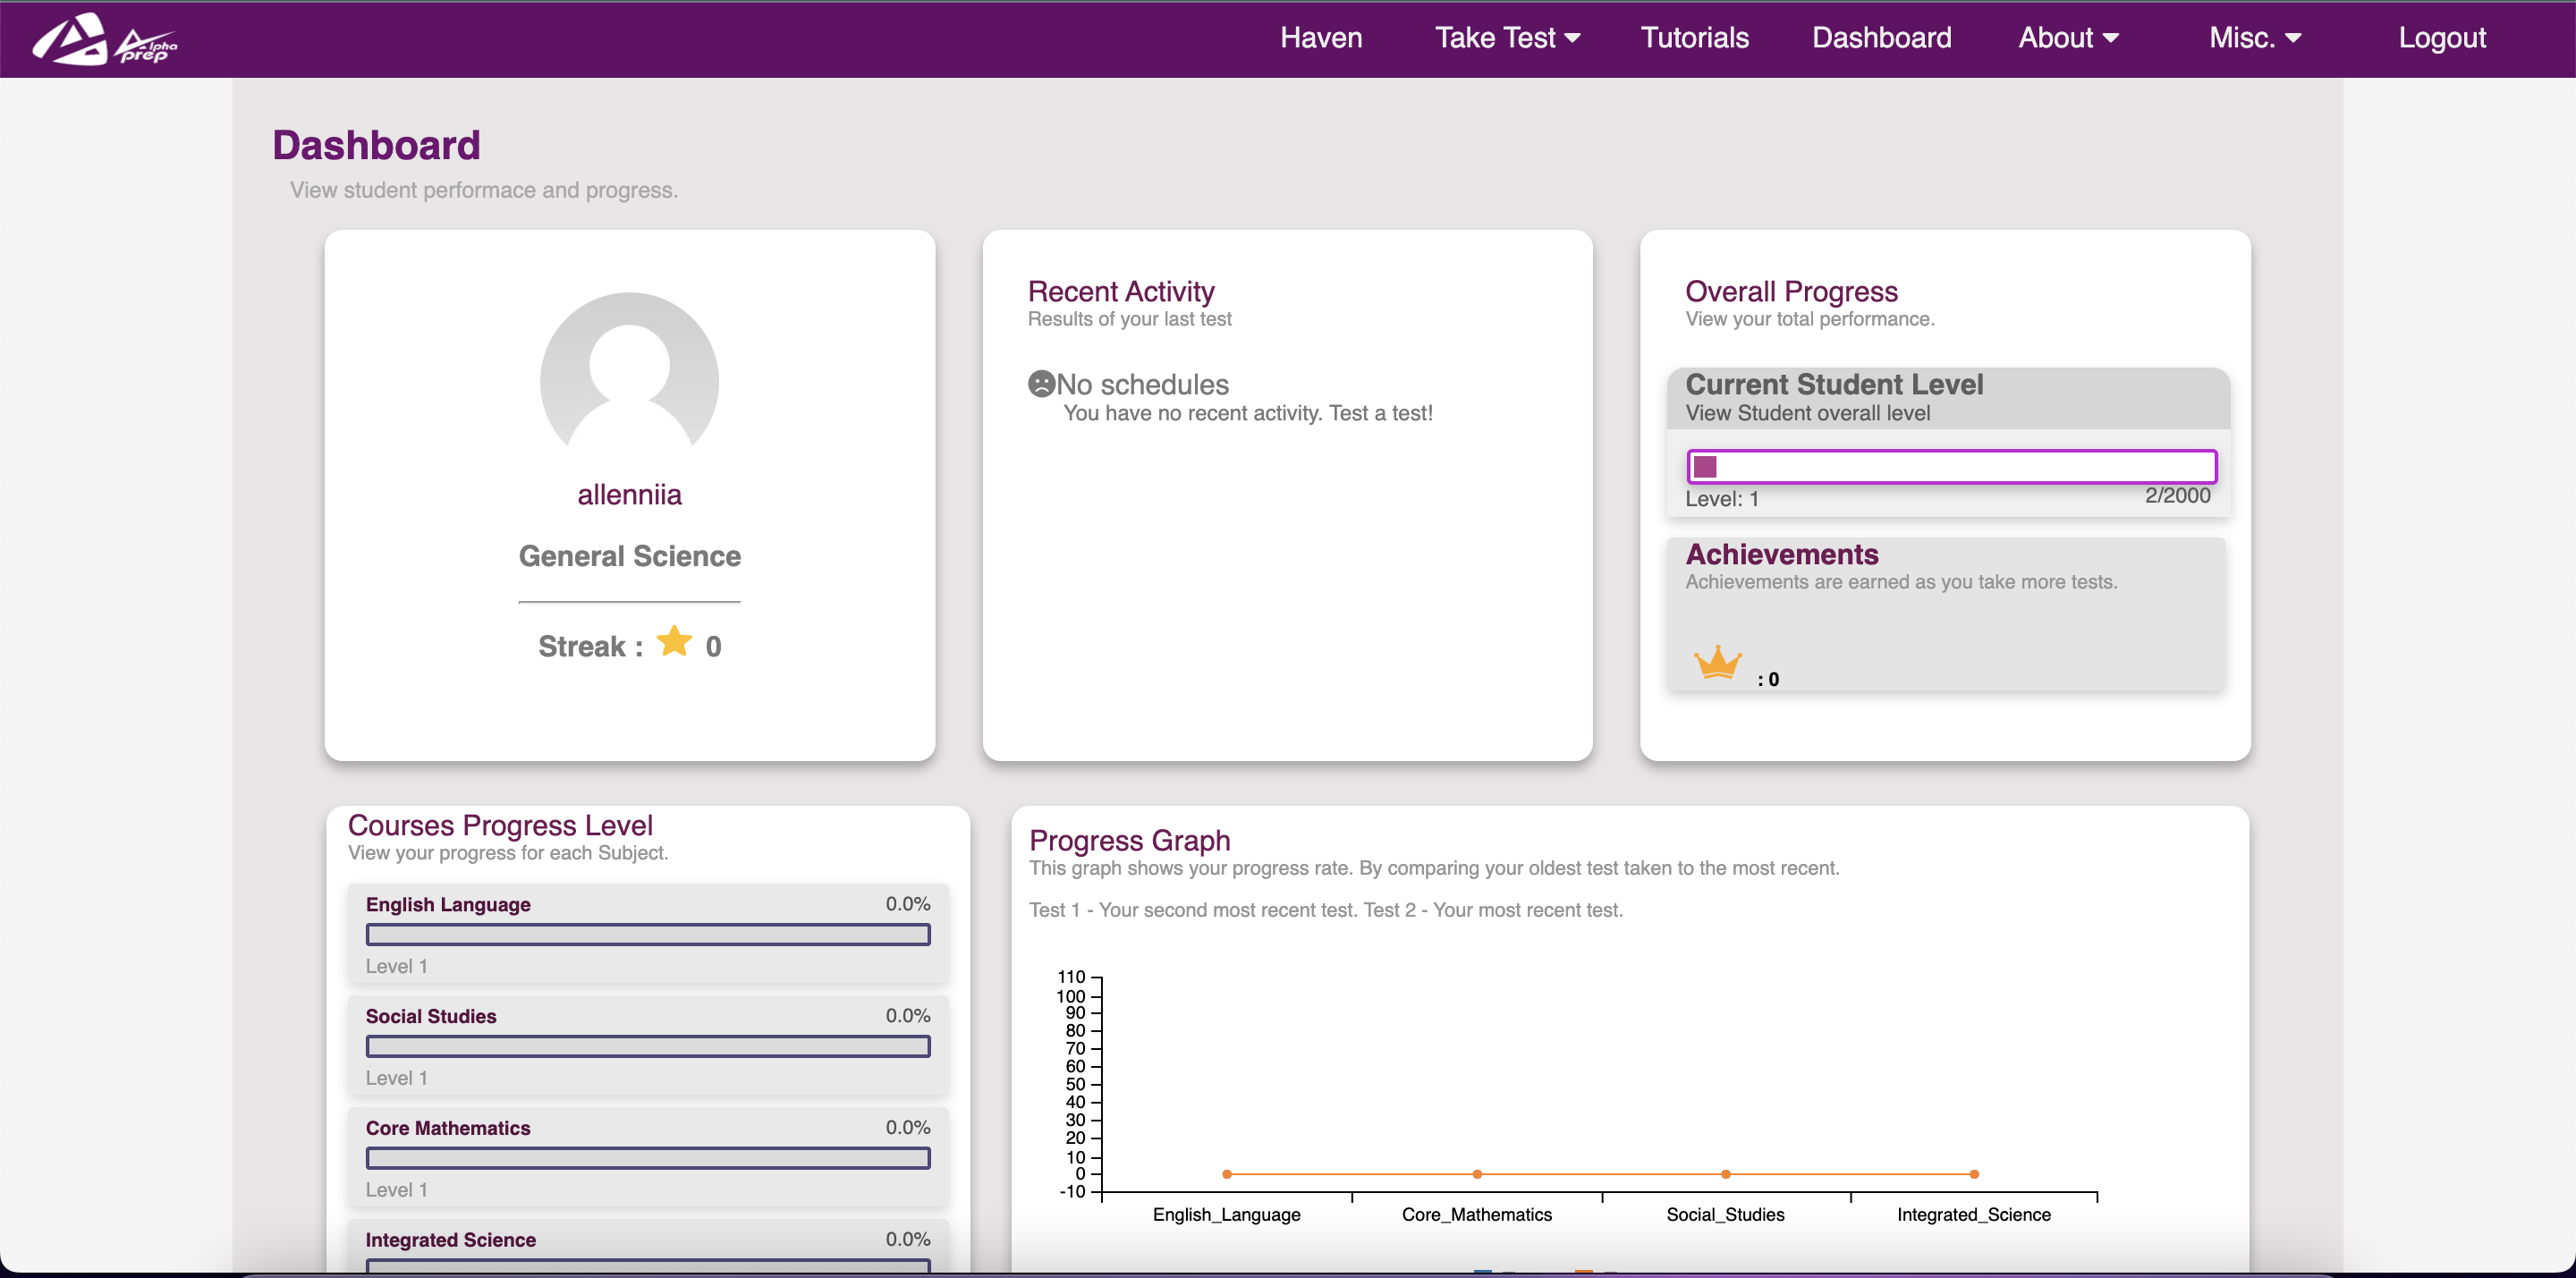 Alpha prep
Haven Take Test Tutorials Dashboard About Misc. Logout
Dashboard
View student performace and progress.
allenniia
General Science
Streak : 0
Recent Activity
Results of your last test
No schedules
You have no recent activity. Test a test!
Overall Progress
View your total performance.
Current Student Level
View Student overall level
Level: 1 2/2000
Achievements
Achievements are earned as you take more tests.
: 0
Courses Progress Level
View your progress for each Subject.
English Language 0.0%
Level 1
Social Studies 0.0%
Level 1
Core Mathematics 0.0%
Level 1
Integrated Science 0.0%
Progress Graph
This graph shows your progress rate. By comparing your oldest test taken to the most recent.
Test 1 - Your second most recent test. Test 2 - Your most recent test.
110
100
90
80
70
60
50
40
30
20
10
0
-10
English_Language Core_Mathematics Social_Studies Integrated_Science